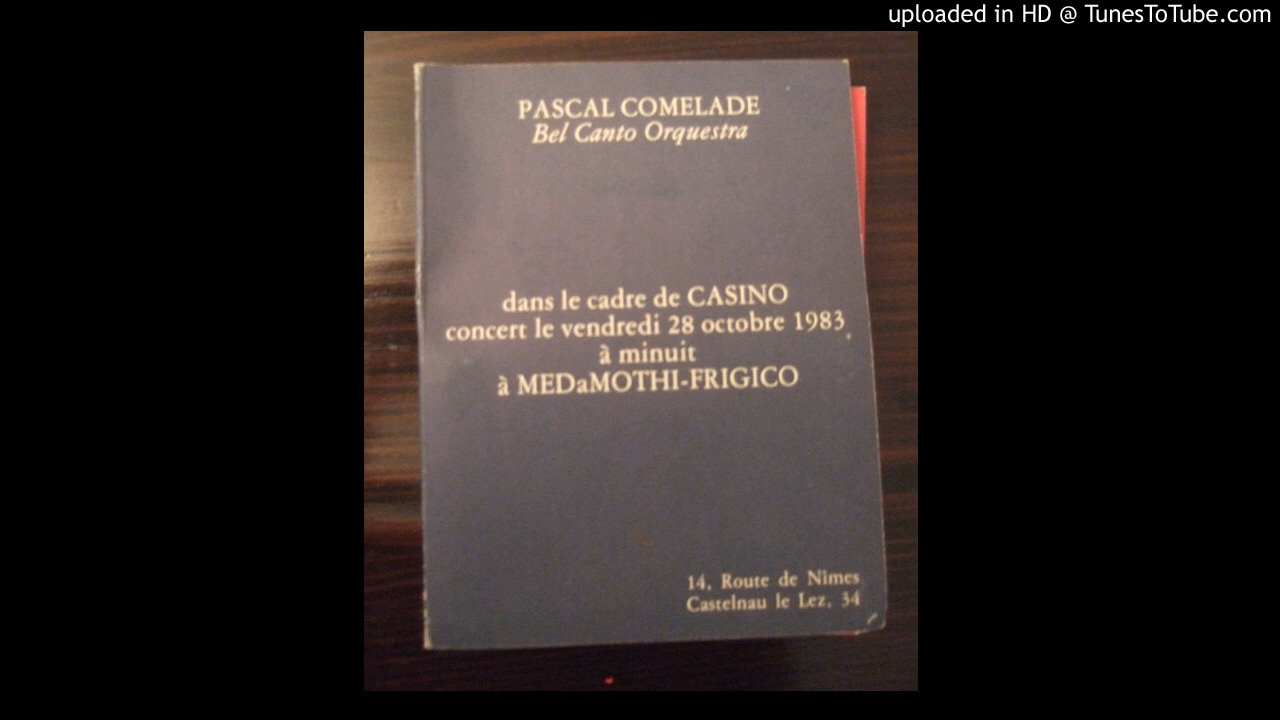 uploaded in HD @ TunesToTube.com
PASCAL COMELADE
Bel Canto Orquestra
dans le cadre de CASINO
concert le vendredi 28 octobre 1983
à minuit
à MEDaMOTHI-FRIGICO
14, Route de Nîmes
Castelnau le Lez, 34